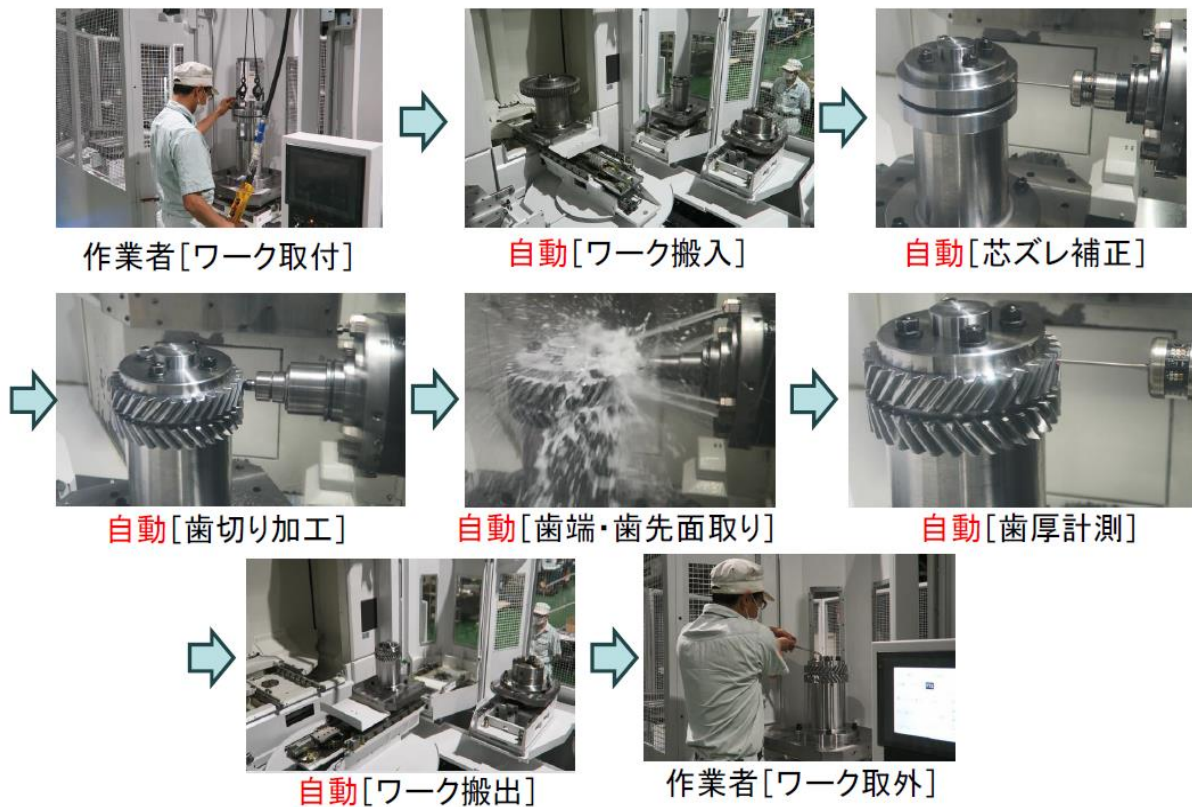 作業者[ワーク取付]
自動[ワーク搬入]
自動[芯ズレ補正]
自動[歯切り加工]
自動[歯端・歯先面取り]
自動[歯厚計測]
自動[ワーク搬出]
作業者[ワーク取外]